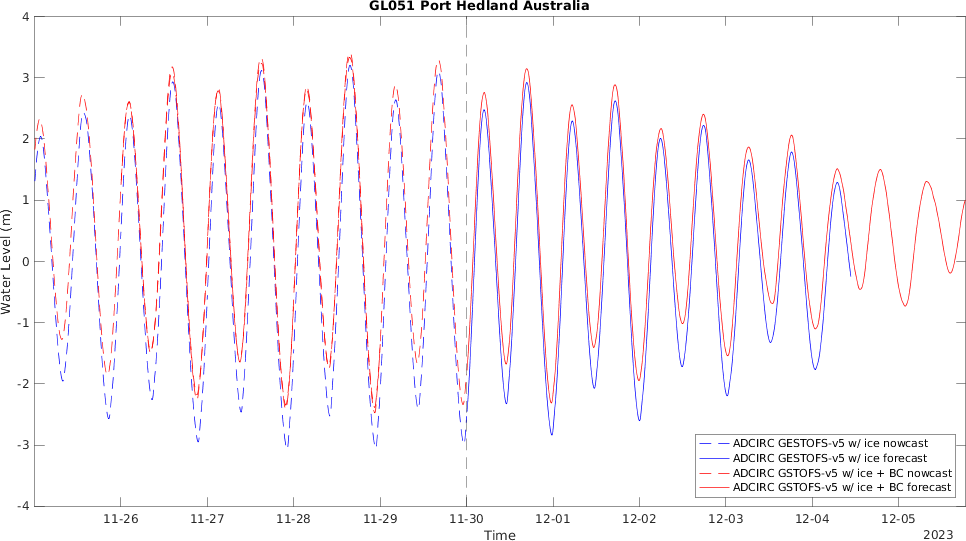 GL051 Port Hedland Australia
4
3
2
1
0
-1
-2
-3
-4
Water Level (m)
ADCIRC GESTOFS-v5 w/ ice nowcast
ADCIRC GESTOFS-v5 w/ ice forecast
ADCIRC GSTOFS-v5 w/ ice + BC nowcast
ADCIRC GSTOFS-v5 w/ ice + BC forecast
11-26 11-27 11-28 11-29 11-30 12-01 12-02 12-03 12-04 12-05
Time
2023